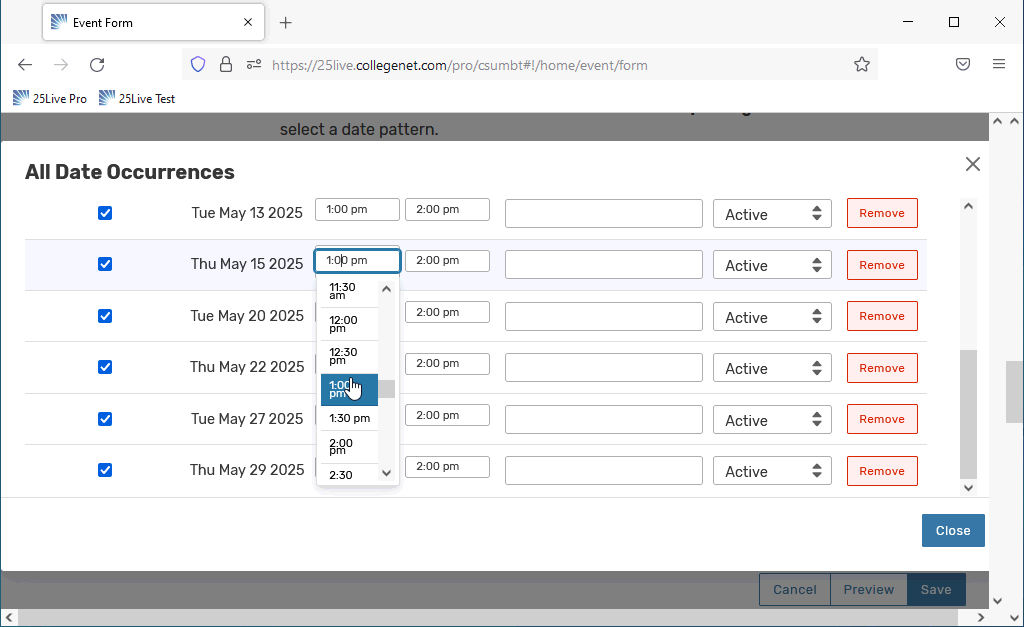 Event Form
https://25live.collegenet.com/pro/csumbt#!/home/event/form
25Live Pro 25Live Test
select a date pattern.
All Date Occurrences
Tue May 13 2025 1:00 pm 2:00 pm Active Remove
Thu May 15 2025 1:00 pm 2:00 pm Active Remove
11:30
am
12:00
pm
12:30
pm
1:00
pm
1:30 pm
2:00
pm
2:30
Tue May 20 2025 2:00 pm Active Remove
Thu May 22 2025 2:00 pm Active Remove
Tue May 27 2025 2:00 pm Active Remove
Thu May 29 2025 2:00 pm Active Remove
Close
Cancel Preview Save